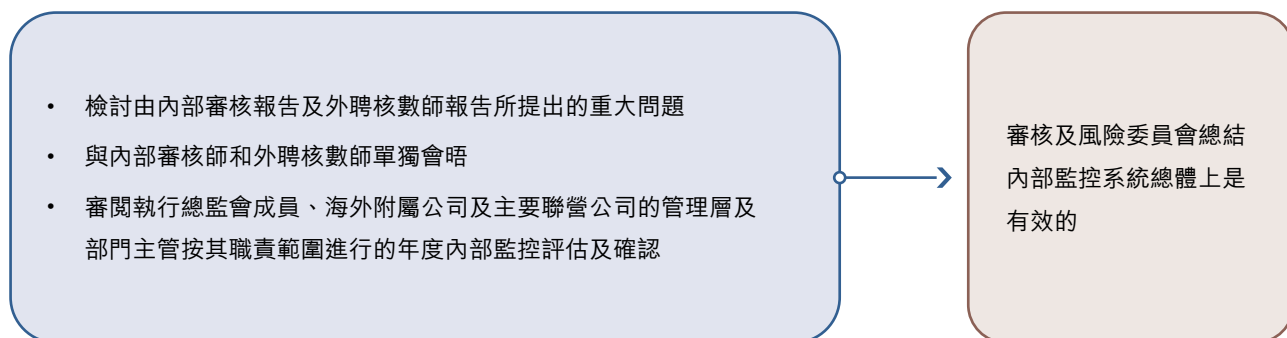 • 檢討由內部審核報告及外聘核數師報告所提出的重大問題
• 與內部審核師和外聘核數師單獨會晤
• 審閱執行總監會成員、海外附屬公司及主要聯營公司的管理層及
部門主管按其職責範圍進行的年度內部監控評估及確認
審核及風險委員會總結
內部監控系統總體上是
有效的